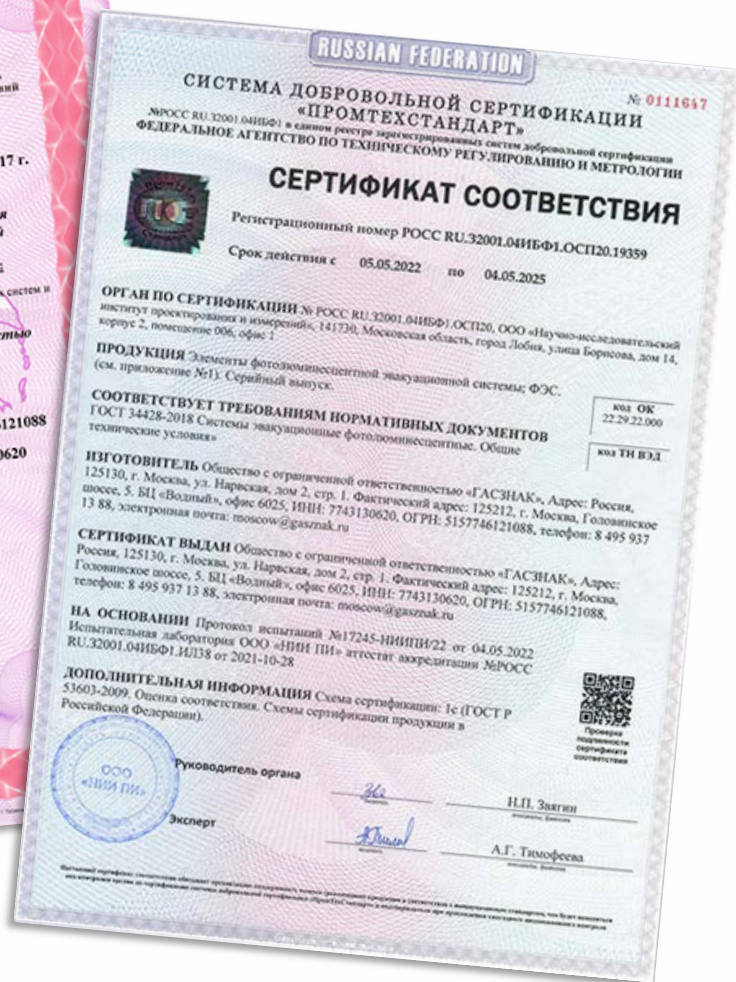 17 г.
систем и
121088
0620
RUSSIAN FEDERATION
№ 0111647
СИСТЕМА ДОБРОВОЛЬНОЙ СЕРТИФИКАЦИИ
«ПРОМТЕХСТАНДАРТ»
№РОСС RU.32001.04ИБФ1 в едином реестре зарегистрированных систем добровольной сертификации
ФЕДЕРАЛЬНОЕ АГЕНТСТВО ПО ТЕХНИЧЕСКОМУ РЕГУЛИРОВАНИЮ И МЕТРОЛОГИИ
СЕРТИФИКАТ СООТВЕТСТВИЯ
Регистрационный номер РОСС RU.32001.04ИБФ1.ОСП20.19359
Срок действия с 05.05.2022 по 04.05.2025
ОРГАН ПО СЕРТИФИКАЦИИ № РОСС RU.32001.04ИБФ1.ОСП20, ООО «Научно-исследовательский
институт проектирования и измерений», 141730, Московская область, город Лобня, улица Борисова, дом 14,
корпус 2, помещение 006, офис 1
ПРОДУКЦИЯ Элементы фотолюминесцентной эвакуационной системы; ФЭС.
(см. приложение №1). Серийный выпуск.
код ОК
22.29.22.000
СООТВЕТСТВУЕТ ТРЕБОВАНИЯМ НОРМАТИВНЫХ ДОКУМЕНТОВ
ГОСТ 34428-2018 Системы эвакуационные фотолюминесцентные. Общие
технические условия»
код ТН ВЭД
ИЗГОТОВИТЕЛЬ Общество с ограниченной ответственностью «ГАСЗНАК», Адрес: Россия,
125130, г. Москва, ул. Нарвская, дом 2, стр. 1. Фактический адрес: 125212, г. Москва, Головинское
шоссе, 5. БЦ «Водный», офис 6025, ИНН: 7743130620, ОГРН: 5157746121088, телефон: 8 495 937
13 88, электронная почта: moscow@gasznak.ru
СЕРТИФИКАТ ВЫДАН Общество с ограниченной ответственностью «ГАСЗНАК», Адрес:
Россия, 125130, г. Москва, ул. Нарвская, дом 2, стр. 1. Фактический адрес: 125212, г. Москва,
Головинское шоссе, 5. БЦ «Водный», офис 6025, ИНН: 7743130620, ОГРН: 5157746121088,
телефон: 8 495 937 13 88, электронная почта: moscow@gasznak.ru
НА ОСНОВАНИИ Протокол испытаний №17245-НИИПИ/22 от 04.05.2022
Испытательная лаборатория ООО «НИИ ПИ» аттестат аккредитации №РОСС
RU.32001.04ИБФ1.ИЛ38 от 2021-10-28
ДОПОЛНИТЕЛЬНАЯ ИНФОРМАЦИЯ Схема сертификации: 1с (ГОСТ Р
53603-2009. Оценка соответствия. Схемы сертификации продукции в
Российской Федерации).
Проверка
подлинности
сертификата
соответствия
ООО
«НИИ ПИ»
Руководитель органа
Н.П. Звягин
Эксперт
А.Г. Тимофеева